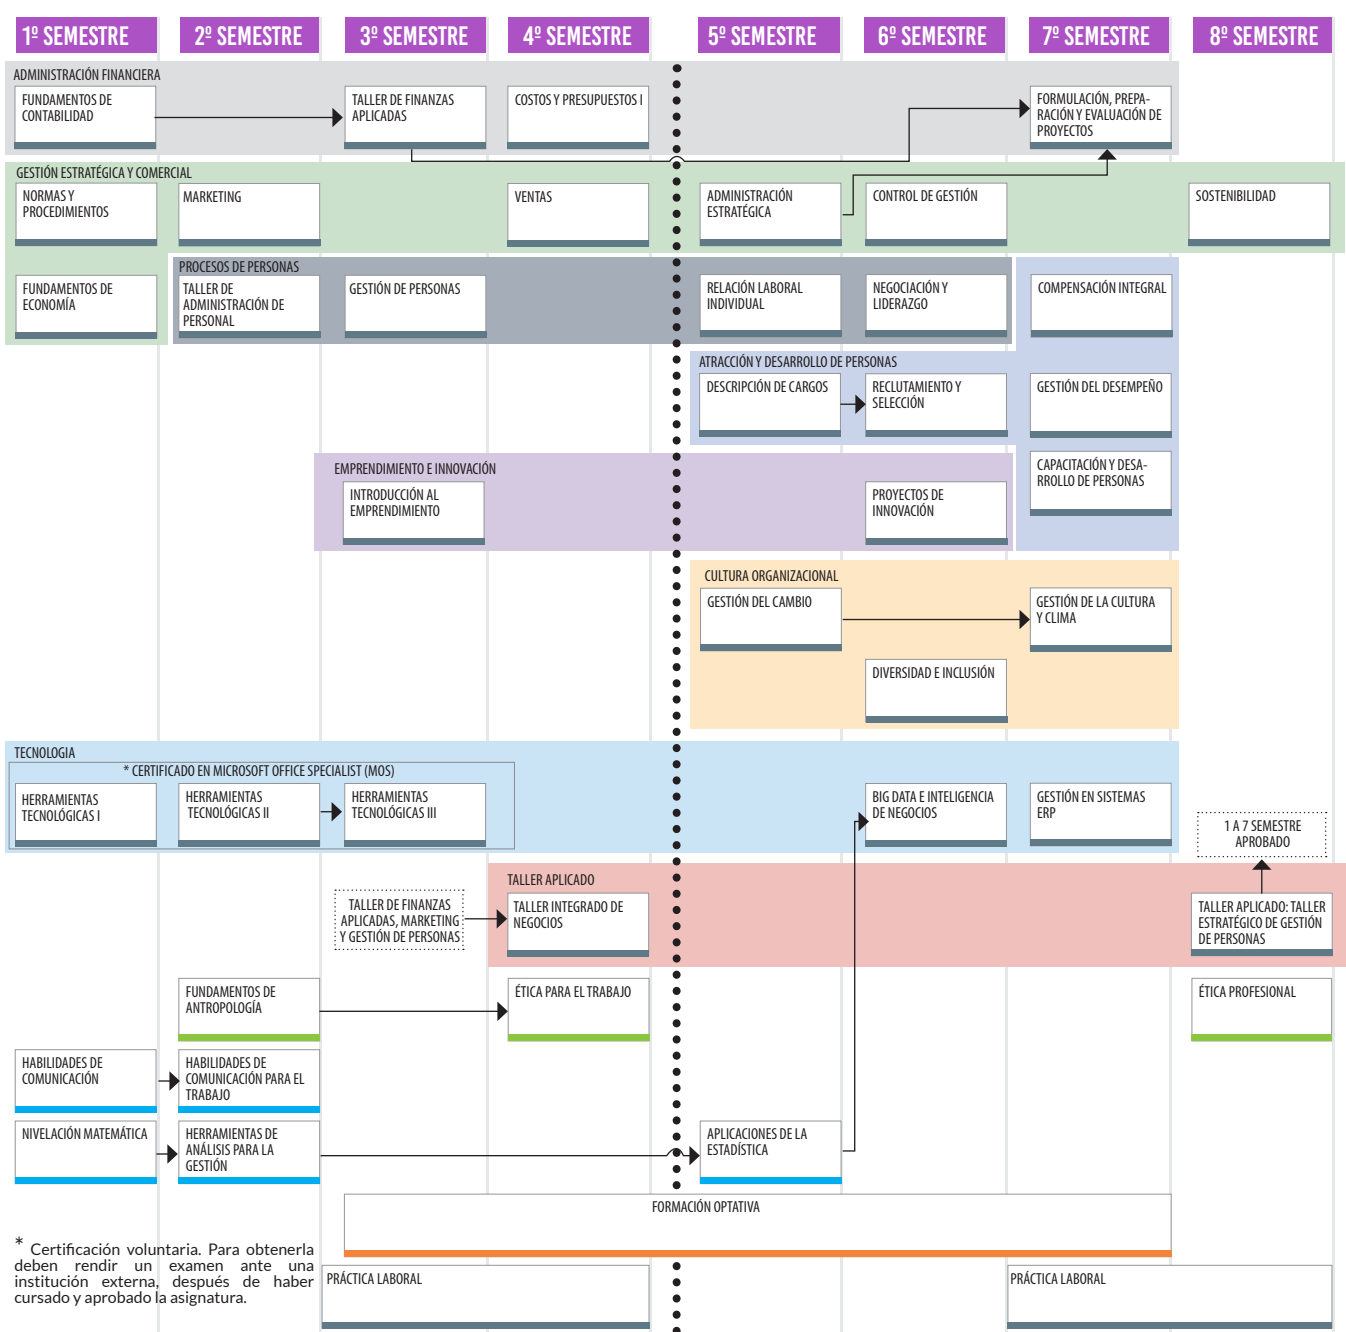 1º SEMESTRE
2º SEMESTRE
3º SEMESTRE
4º SEMESTRE
5º SEMESTRE
6º SEMESTRE
7º SEMESTRE
8º SEMESTRE
ADMINISTRACIÓN FINANCIERA
FUNDAMENTOS DE
CONTABILIDAD
TALLER DE FINANZAS
APLICADAS
COSTOS Y PRESUPUESTOS I
FORMULACIÓN, PREPA-
RACIÓN Y EVALUACIÓN DE
PROYECTOS
GESTIÓN ESTRATÉGICA Y COMERCIAL
NORMAS Y
PROCEDIMIENTOS
MARKETING
VENTAS
ADMINISTRACIÓN
ESTRATÉGICA
CONTROL DE GESTIÓN
SOSTENIBILIDAD
FUNDAMENTOS DE
ECONOMÍA
PROCESOS DE PERSONAS
TALLER DE
ADMINISTRACIÓN DE
PERSONAL
GESTIÓN DE PERSONAS
RELACIÓN LABORAL
INDIVIDUAL
NEGOCIACIÓN Y
LIDERAZGO
COMPENSACIÓN INTEGRAL
ATRACCIÓN Y DESARROLLO DE PERSONAS
DESCRIPCIÓN DE CARGOS
RECLUTAMIENTO Y
SELECCIÓN
GESTIÓN DEL DESEMPEÑO
CAPACITACIÓN Y DESA-
RROLLO DE PERSONAS
EMPRENDIMIENTO E INNOVACIÓN
INTRODUCCIÓN AL
EMPRENDIMIENTO
PROYECTOS DE
INNOVACIÓN
CULTURA ORGANIZACIONAL
GESTIÓN DEL CAMBIO
GESTIÓN DE LA CULTURA
Y CLIMA
DIVERSIDAD E INCLUSIÓN
TECNOLOGIA
* CERTIFICADO EN MICROSOFT OFFICE SPECIALIST (MOS)
HERRAMIENTAS
TECNOLÓGICAS I
HERRAMIENTAS
TECNOLÓGICAS II
HERRAMIENTAS
TECNOLÓGICAS III
BIG DATA E INTELIGENCIA
DE NEGOCIOS
GESTIÓN EN SISTEMAS
ERP
1 A 7 SEMESTRE
APROBADO
TALLER APLICADO
TALLER DE FINANZAS
APLICADAS, MARKETING
Y GESTIÓN DE PERSONAS
TALLER INTEGRADO DE
NEGOCIOS
TALLER APLICADO: TALLER
ESTRATÉGICO DE GESTIÓN
DE PERSONAS
FUNDAMENTOS DE
ANTROPOLOGÍA
ÉTICA PARA EL TRABAJO
ÉTICA PROFESIONAL
HABILIDADES DE
COMUNICACIÓN
HABILIDADES DE
COMUNICACIÓN PARA EL
TRABAJO
NIVELACIÓN MATEMÁTICA
HERRAMIENTAS DE
ANÁLISIS PARA LA
GESTIÓN
APLICACIONES DE LA
ESTADÍSTICA
FORMACIÓN OPTATIVA
* Certificación voluntaria. Para obtenerla
deben rendir un examen ante una
institución externa, después de haber
cursado y aprobado la asignatura.
PRÁCTICA LABORAL
PRÁCTICA LABORAL